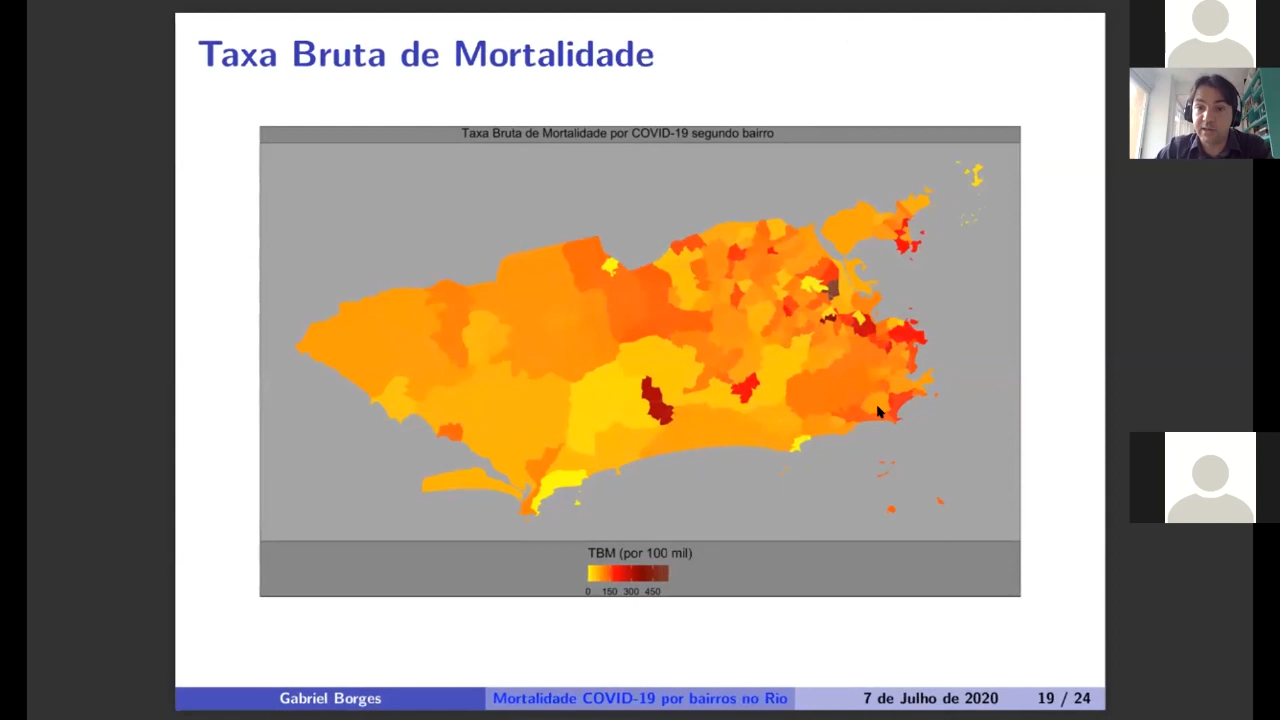 Taxa Bruta de Mortalidade
Taxa Bruta de Mortalidade por COVID-19 segundo bairro
TBM (por 100 mil)
0 150 300 450
Gabriel Borges Mortalidade COVID-19 por bairros no Rio 7 de Julho de 2020 19 / 24